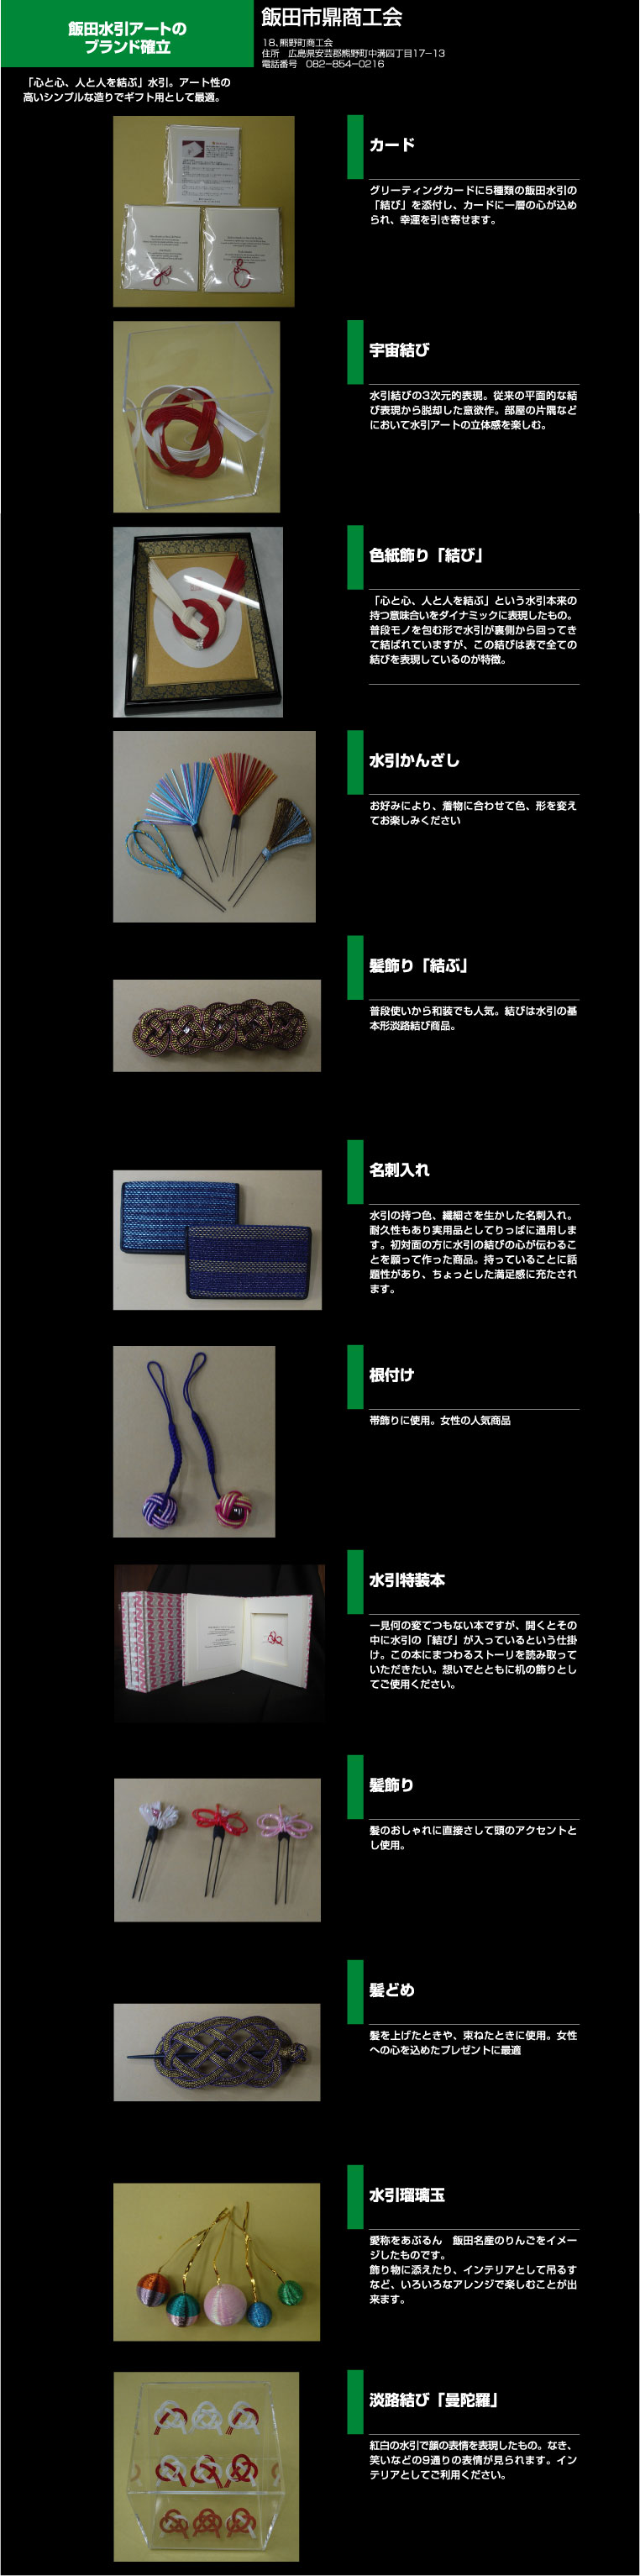 飯田水引アートの
ブランド確立
飯田市鼎商工会
18、熊野町商工会
住所　広島県安芸郡熊野町中溝四丁目17−13
電話番号　082−854−0216
「心と心、人と人を結ぶ」水引。アート性の
高いシンプルな造りでギフト用として最適。
カード
グリーティングカードに5種類の飯田水引の
「結び」を添付し、カードに一層の心が込め
られ、幸運を引き寄せます。
宇宙結び
水引結びの3次元的表現。従来の平面的な結
び表現から脱却した意欲作。部屋の片隅など
において水引アートの立体感を楽しむ。
色紙飾り「結び」
「心と心、人と人を結ぶ」という水引本来の
持つ意味合いをダイナミックに表現したもの。
普段モノを包む形で水引が裏側から回ってき
て結ばれていますが、この結びは表で全ての
結びを表現しているのが特徴。
水引かんざし
お好みにより、着物に合わせて色、形を変え
てお楽しみください
髪飾り「結ぶ」
普段使いから和装でも人気。結びは水引の基
本形淡路結び商品。
名刺入れ
水引の持つ色、繊細さを生かした名刺入れ。
耐久性もあり実用品としてりっぱに通用しま
す。初対面の方に水引の結びの心が伝わるこ
とを願って作った商品。持っていることに話
題性があり、ちょっとした満足感に充たされ
ます。
根付け
帯飾りに使用。女性の人気商品
水引特装本
一見何の変てつもない本ですが、開くとその
中に水引の「結び」が入っているという仕掛
け。この本にまつわるストーリを読み取って
いただきたい。想いでとともに机の飾りとし
てご使用ください。
髪飾り
髪のおしゃれに直接さして頭のアクセントと
し使用。
髪どめ
髪を上げたときや、束ねたときに使用。女性
への心を込めたプレゼントに最適
水引瑠璃玉
愛称をあぷるん　飯田名産のりんごをイメー
ジしたものです。
飾り物に添えたり、インテリアとして吊るす
など、いろいろなアレンジで楽しむことが出
来ます。
淡路結び「曼陀羅」
紅白の水引で顔の表情を表現したもの。なき、
笑いなどの9通りの表情が見られます。イン
テリアとしてご利用ください。